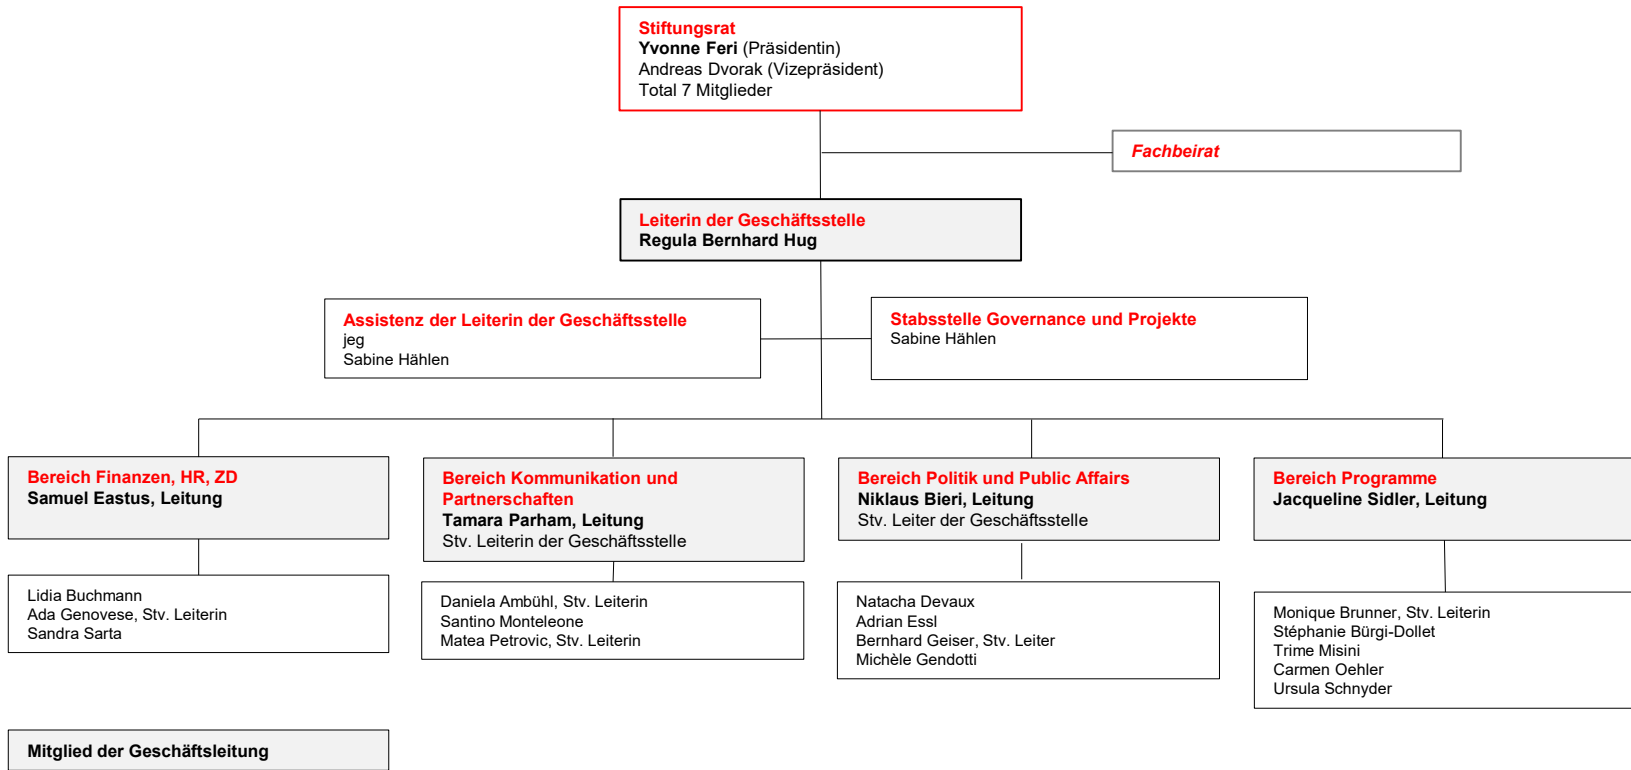 Stiftungsrat
Yvonne Feri (Präsidentin)
Andreas Dvorak (Vizepräsident)
Total 7 Mitglieder
Fachbeirat
Leiterin der Geschäftsstelle
Regula Bernhard Hug
Assistenz der Leiterin der Geschäftsstelle
jeg
Sabine Hählen
Stabsstelle Governance und Projekte
Sabine Hählen
Bereich Finanzen, HR, ZD
Samuel Eastus, Leitung
Bereich Kommunikation und
Partnerschaften
Tamara Parham, Leitung
Stv. Leiterin der Geschäftsstelle
Bereich Politik und Public Affairs
Niklaus Bieri, Leitung
Stv. Leiter der Geschäftsstelle
Bereich Programme
Jacqueline Sidler, Leitung
Lidia Buchmann
Ada Genovese, Stv. Leiterin
Sandra Sarta
Daniela Ambühl, Stv. Leiterin
Santino Monteleone
Matea Petrovic, Stv. Leiterin
Natacha Devaux
Adrian Essl
Bernhard Geiser, Stv. Leiter
Michèle Gendotti
Monique Brunner, Stv. Leiterin
Stéphanie Bürgi-Dollet
Trime Misini
Carmen Oehler
Ursula Schnyder
Mitglied der Geschäftsleitung